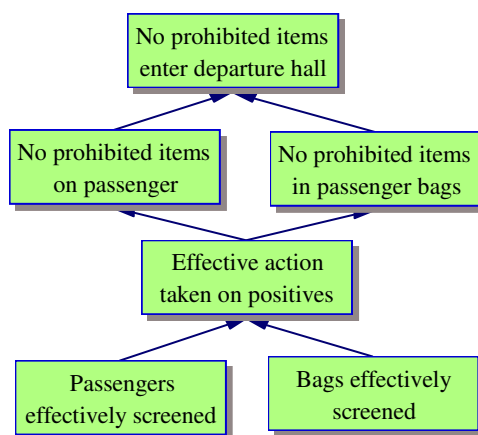 No prohibited items
enter departure hall
No prohibited items
on passenger
No prohibited items
in passenger bags
Effective action
taken on positives
Passengers
effectively screened
Bags effectively
screened